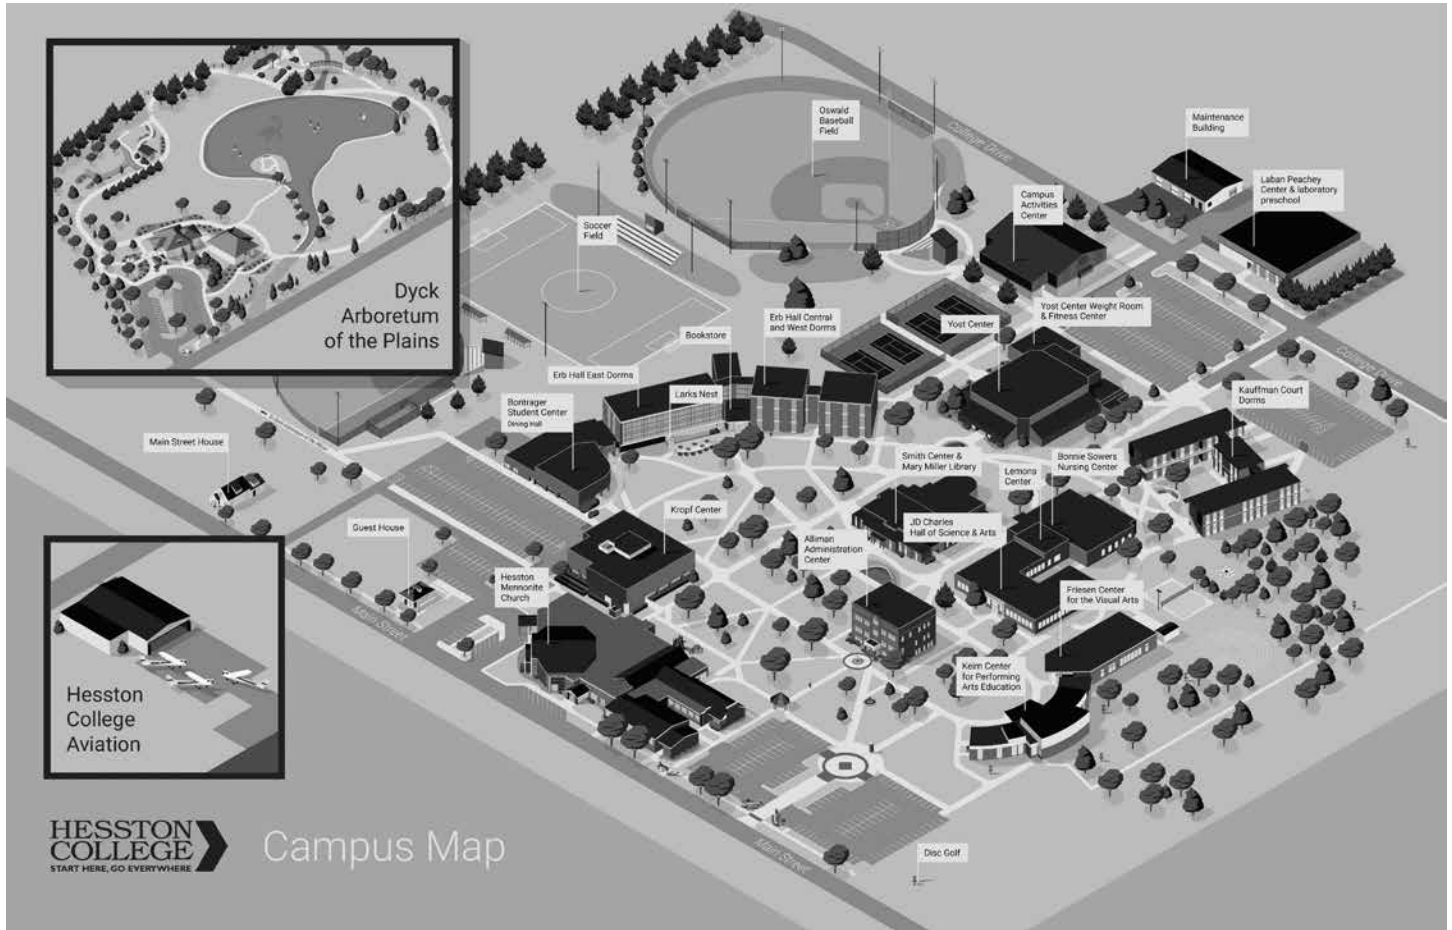 Dyck
Arboretum
of the Plains
Oswald
Baseball
Field
College Drive
Maintenance
Building
Laban Peachey
Center & laboratory
preschool
Campus
Activities
Center
Soccer
Field
Erb Hall Central
and West Dorms
Yost Center Weight Room
& Fitness Center
Yost Center
Bookstore
College Drive
Erb Hall East Dorms
Larks Nest
Kauffman Court
Dorms
Bontrager
Student Center
Dining Hall
Main Street House
Smith Center &
Mary Miller Library
Bonnie Sowers
Nursing Center
Lemons
Center
Kropf Center
Guest House
JD Charles
Hall of Science & Arts
Alliman
Administration
Center
Hesston
Mennonite
Church
Friesen Center
for the Visual Arts
Main Street
Keim Center
for Performing
Arts Education
Hesston
College
Aviation
HESSTON
COLLEGE
START HERE, GO EVERYWHERE
Campus Map
Main Street
Disc Golf